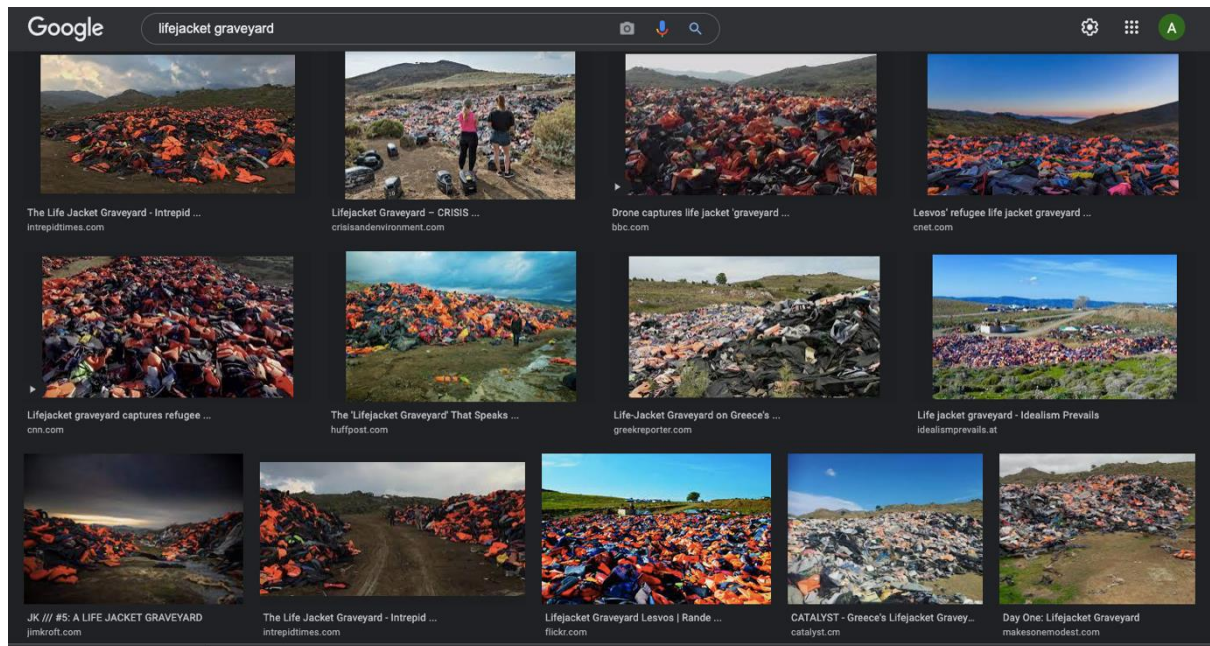 Google
lifejacket graveyard
A
The Life Jacket Graveyard - Intrepid ...
intrepidtimes.com
Lifejacket Graveyard – CRISIS ...
crisisandenvironment.com
Drone captures life jacket 'graveyard ...
bbc.com
Lesvos' refugee life jacket graveyard ...
cnet.com
Lifejacket graveyard captures refugee ...
cnn.com
The 'Lifejacket Graveyard' That Speaks ...
huffpost.com
Life-Jacket Graveyard on Greece's ...
greekreporter.com
Life jacket graveyard - Idealism Prevails
idealismprevails.at
JK /// #5: A LIFE JACKET GRAVEYARD
jimkroft.com
The Life Jacket Graveyard - Intrepid ...
intrepidtimes.com
Lifejacket Graveyard Lesvos | Rande ...
flickr.com
CATALYST - Greece's Lifejacket Gravey...
catalyst.cm
Day One: Lifejacket Graveyard
makesonemodest.com